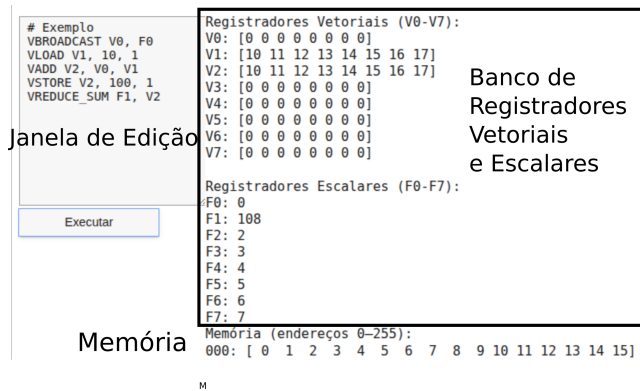 # Exemplo
VBROADCAST V0, F0
VLOAD V1, 10, 1
VADD V2, V0, V1
VSTORE V2, 100, 1
VREDUCE_SUM F1, V2
Janela de Edição
Executar
Registradores Vetoriais (V0-V7):
V0: [0 0 0 0 0 0 0 0]
V1: [10 11 12 13 14 15 16 17]
V2: [10 11 12 13 14 15 16 17]
V3: [0 0 0 0 0 0 0 0]
V4: [0 0 0 0 0 0 0 0]
V5: [0 0 0 0 0 0 0 0]
V6: [0 0 0 0 0 0 0 0]
V7: [0 0 0 0 0 0 0 0]
Banco de
Registradores
Vetoriais
e Escalares
Registradores Escalares (F0-F7):
F0: 0
F1: 108
F2: 2
F3: 3
F4: 4
F5: 5
F6: 6
F7: 7
Memória
Memória (endereços 0–255):
000: [ 0 1 2 3 4 5 6 7 8 9 10 11 12 13 14 15]
M